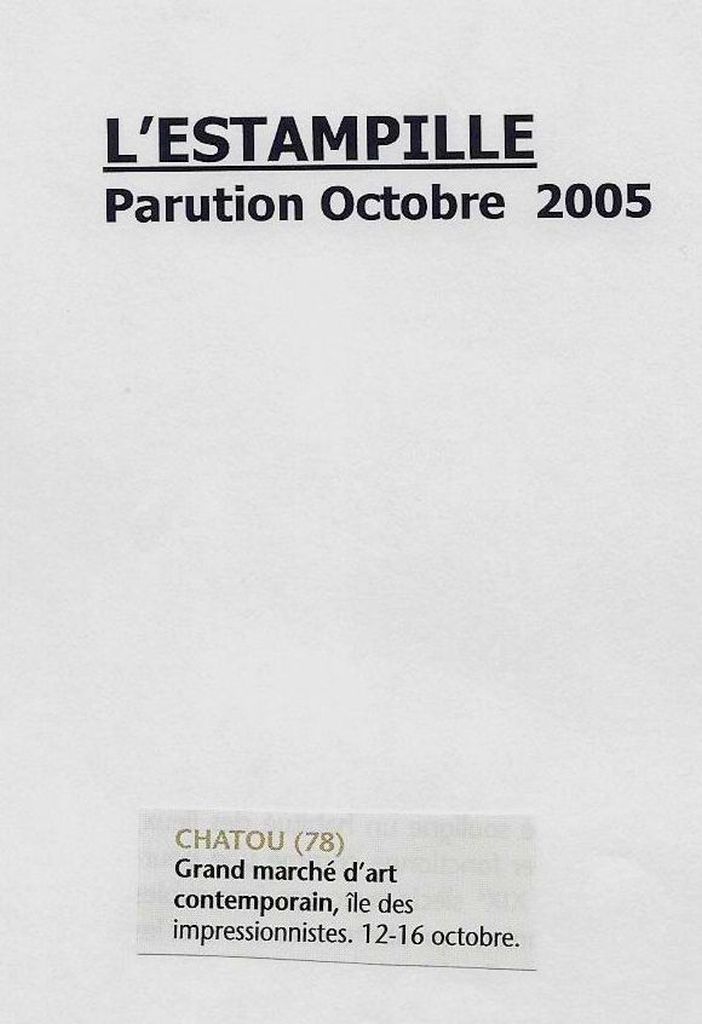 L'ESTAMPILLE
Parution Octobre 2005
CHATOU (78)
Grand marché d'art
contemporain, île des
impressionnistes. 12-16 octobre.